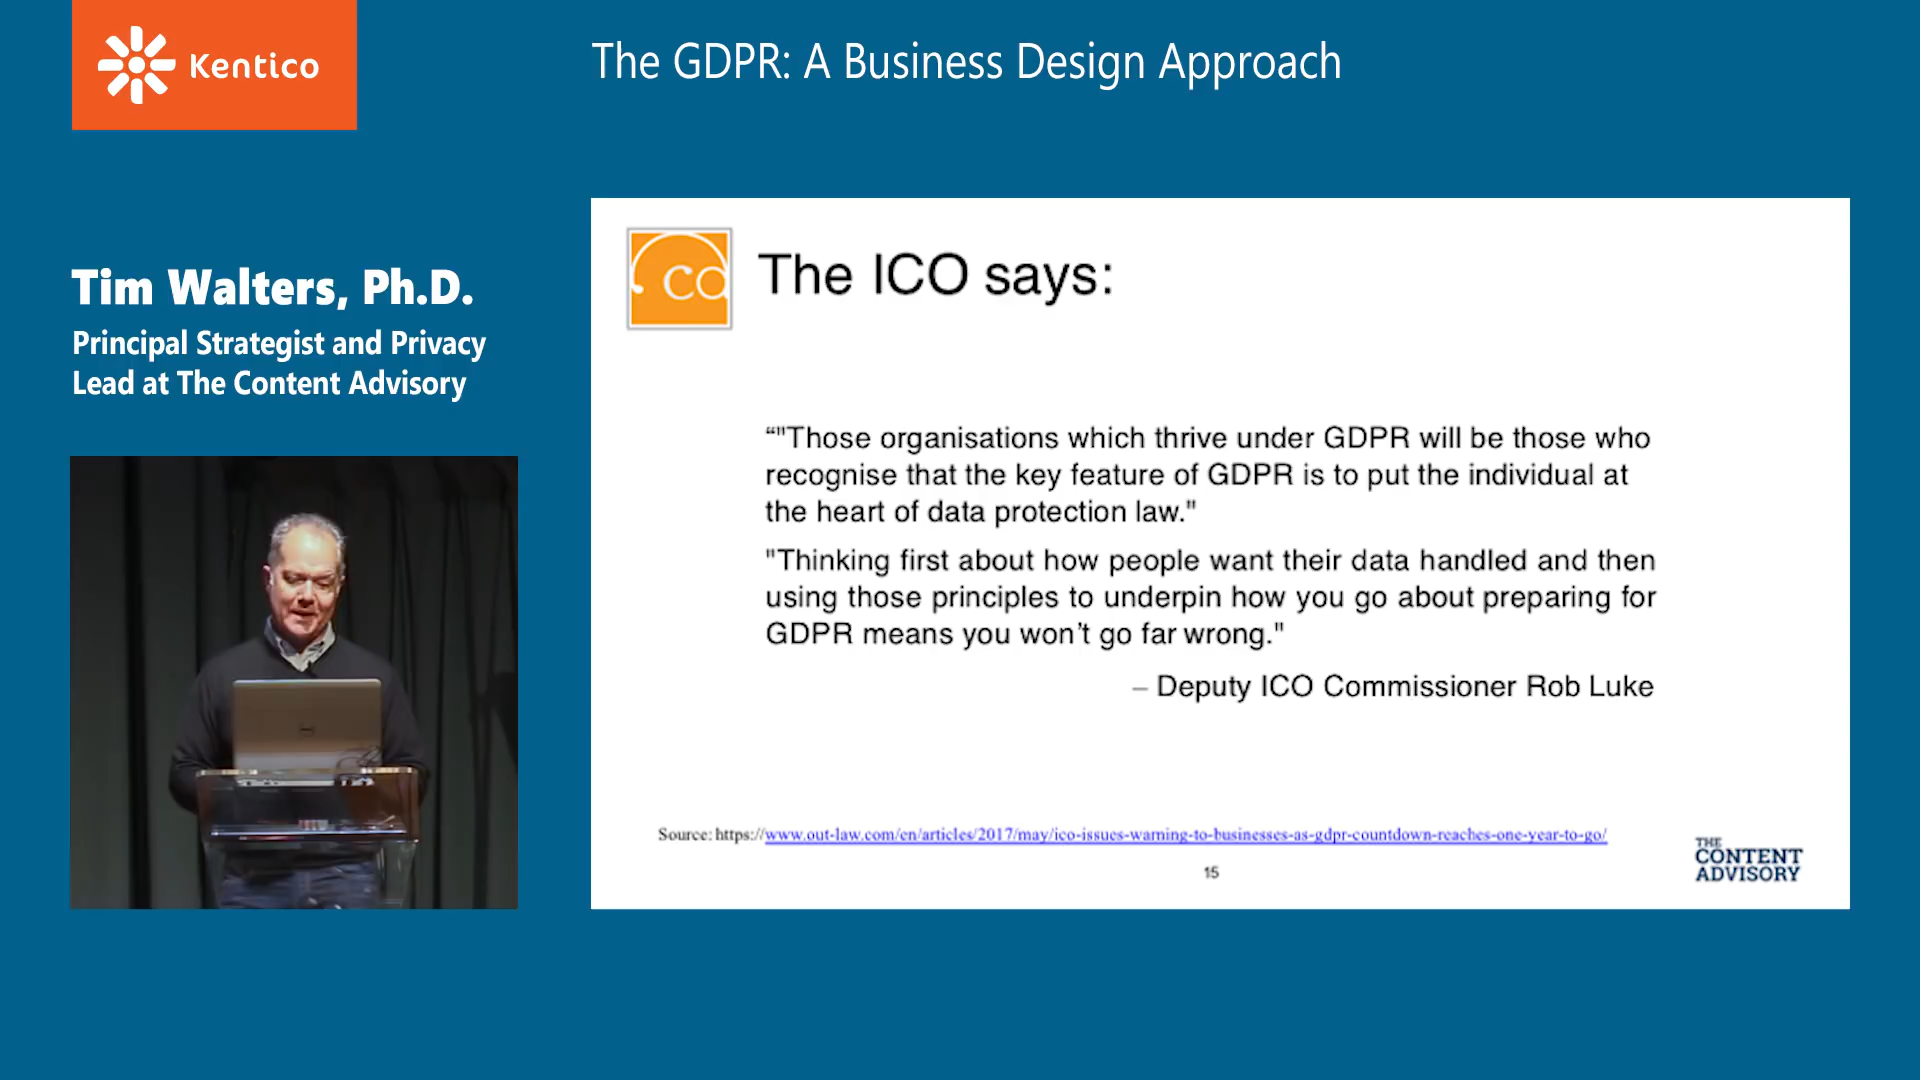 Kentico
The GDPR: A Business Design Approach
Tim Walters, Ph.D.
Principal Strategist and Privacy
Lead at The Content Advisory
.co
The ICO says:
“"Those organisations which thrive under GDPR will be those who
recognise that the key feature of GDPR is to put the individual at
the heart of data protection law."
"Thinking first about how people want their data handled and then
using those principles to underpin how you go about preparing for
GDPR means you won't go far wrong."
– Deputy ICO Commissioner Rob Luke
Source: https://www.out-law.com/en/articles/2017/may/ico-issues-warning-to-businesses-as-gdpr-countdown-reaches-one-year-to-go/
15
THE
CONTENT
ADVISORY